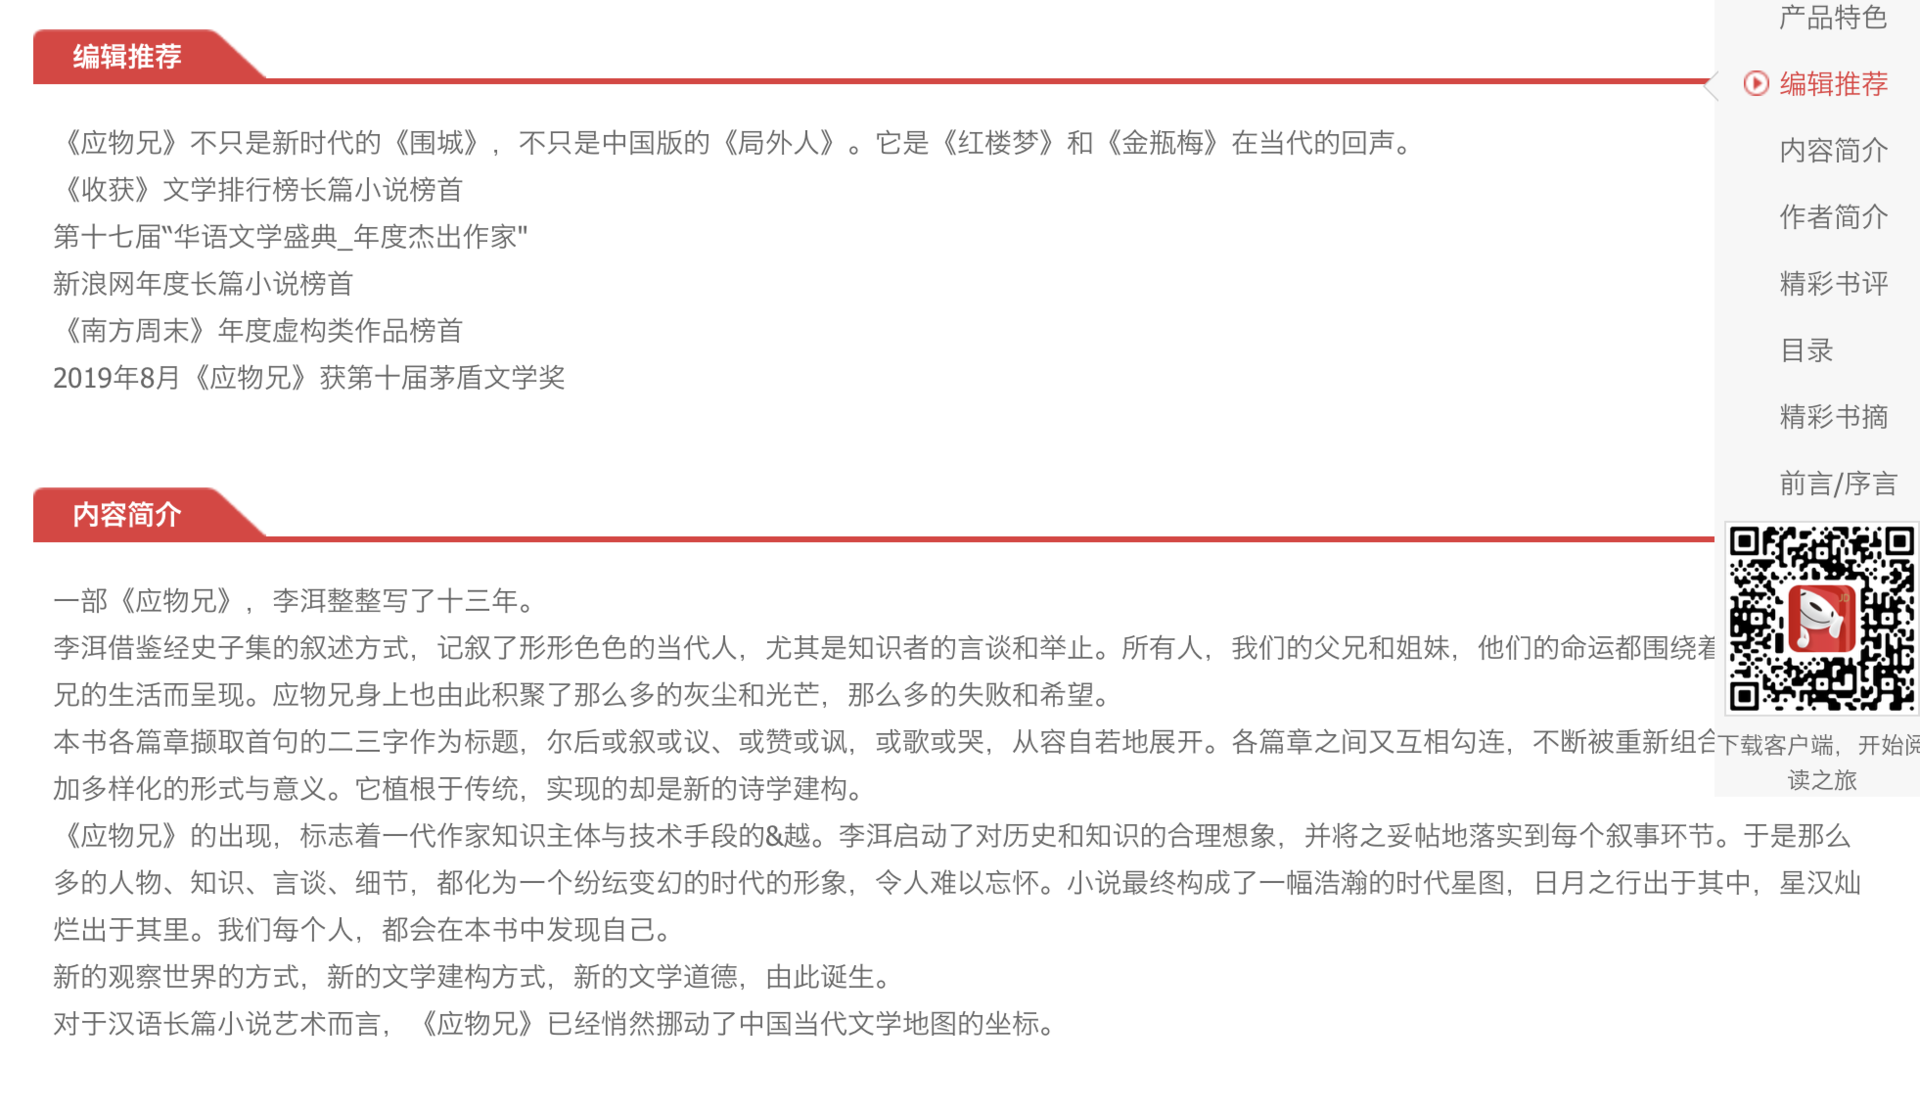 编辑推荐
《应物兄》不只是新时代的《围城》，不只是中国版的《局外人》。它是《红楼梦》和《金瓶梅》在当代的回声。
《收获》文学排行榜长篇小说榜首
第十七届“华语文学盛典_年度杰出作家"
新浪网年度长篇小说榜首
《南方周末》年度虚构类作品榜首
2019年8月《应物兄》获第十届茅盾文学奖
内容简介
一部《应物兄》，李洱整整写了十三年。
李洱借鉴经史子集的叙述方式，记叙了形形色色的当代人，尤其是知识者的言谈和举止。所有人，我们的父兄和姐妹，他们的命运都围绕着
兄的生活而呈现。应物兄身上也由此积聚了那么多的灰尘和光芒，那么多的失败和希望。
本书各篇章撷取首句的二三字作为标题，尔后或叙或议、或赞或讽，或歌或哭，从容自若地展开。各篇章之间又互相勾连，不断被重新组合
加多样化的形式与意义。它植根于传统，实现的却是新的诗学建构。
《应物兄》的出现，标志着一代作家知识主体与技术手段的&越。李洱启动了对历史和知识的合理想象，并将之妥帖地落实到每个叙事环节。于是那么
多的人物、知识、言谈、细节，都化为一个纷纭变幻的时代的形象，令人难以忘怀。小说最终构成了一幅浩瀚的时代星图，日月之行出于其中，星汉灿
烂出于其里。我们每个人，都会在本书中发现自己。
新的观察世界的方式，新的文学建构方式，新的文学道德，由此诞生。
对于汉语长篇小说艺术而言，《应物兄》已经悄然挪动了中国当代文学地图的坐标。
产品特色
编辑推荐
内容简介
作者简介
精彩书评
目录
精彩书摘
前言/序言
JD
下载客户端，开始阅
读之旅